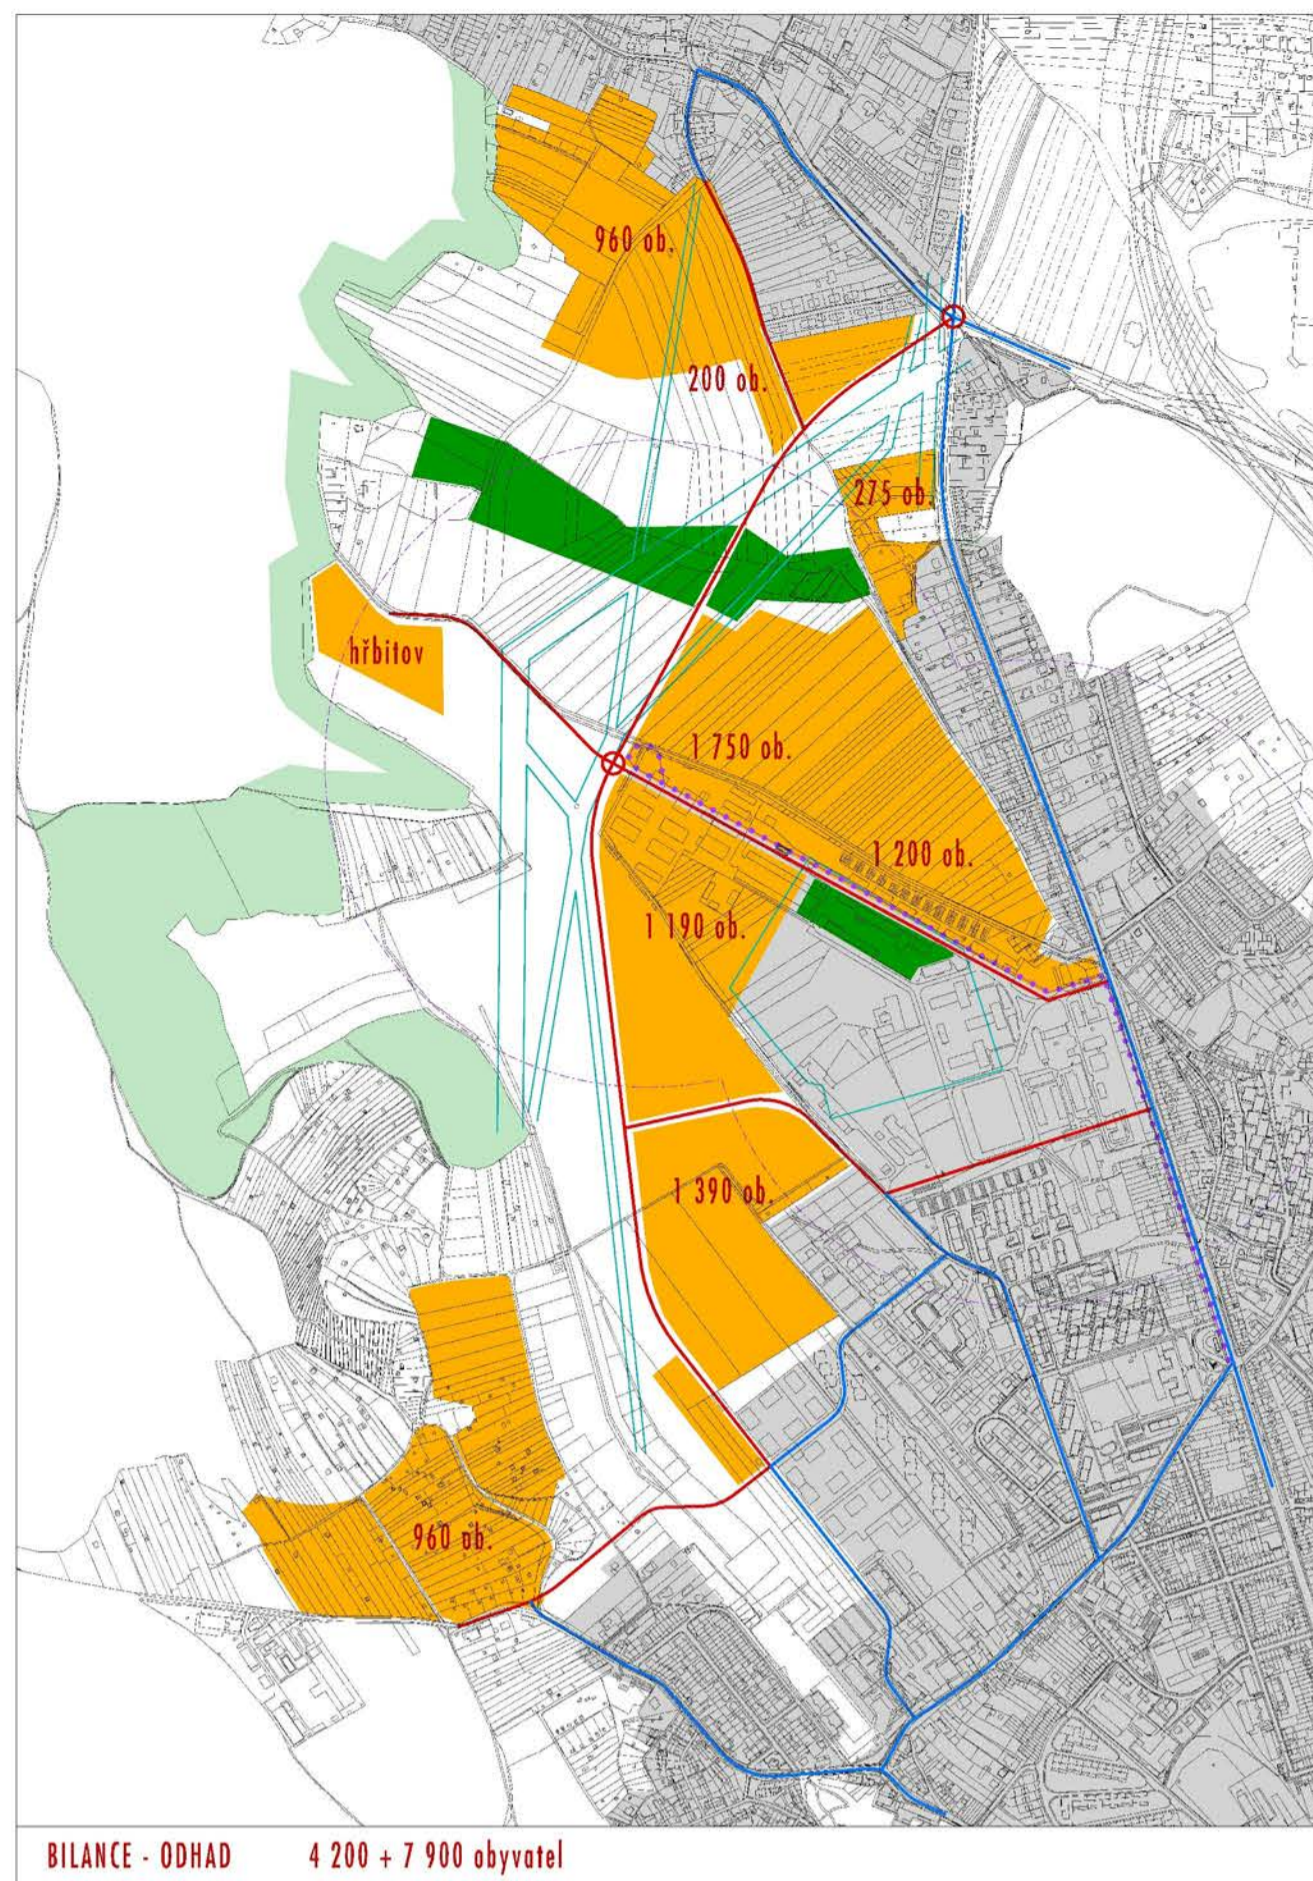 960 ob.
200 ob.
275 ob.
hřbitov
1 750 ob.
1 200 ob.
1 190 ob.
1 390 ob.
960 ob.
BILANCE - ODHAD 4 200 + 7 900 obyvatel